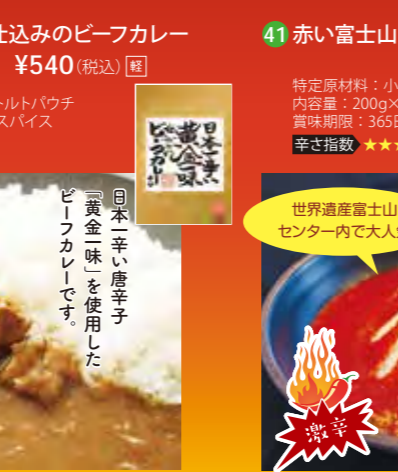 仕込みのビーフカレー
¥540(税込)軽
トルトパウチ
スパイス
日本一辛い
黄金一味
ビーフカレー
日本一辛い唐辛子
「黄金一味」を使用した
ビーフカレーです。
41 赤い富士山
特定原材料：小
内容量：200g×
賞味期限：365日
辛さ指数 ★★
世界遺産富士山
センター内で大人気
激辛